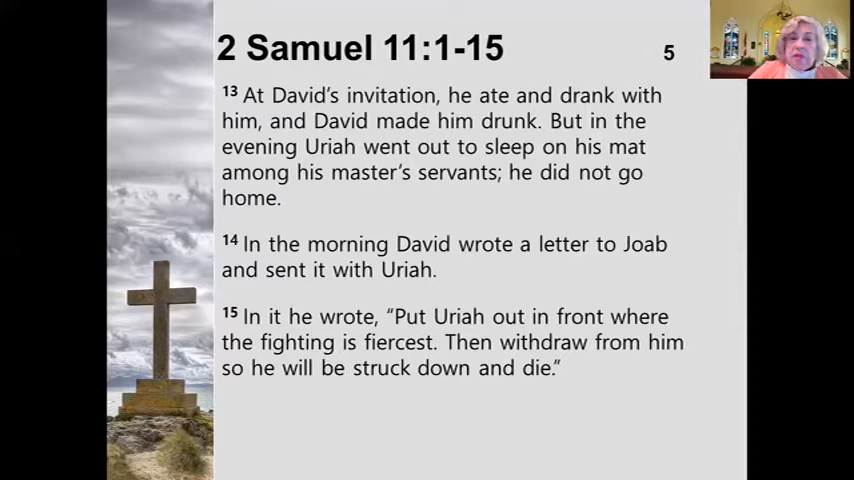 2 Samuel 11:1-15
5
13 At David’s invitation, he ate and drank with
him, and David made him drunk. But in the
evening Uriah went out to sleep on his mat
among his master’s servants; he did not go
home.
14 In the morning David wrote a letter to Joab
and sent it with Uriah.
15 In it he wrote, “Put Uriah out in front where
the fighting is fiercest. Then withdraw from him
so he will be struck down and die.”